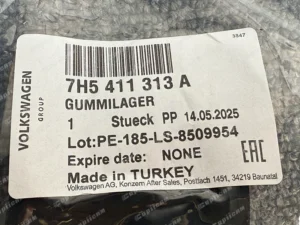 3847
VOLKSWAGEN
GROUP
7H5 411 313 A
GUMMILAGER
1 Stueck PP 14.05.2025
Lot:PE-185-LS-8509954
Expire date: NONE
EAC
Made in TURKEY
Volkswagen AG, Konzern After Sales, Postfach 1451, 34219 Baunatal